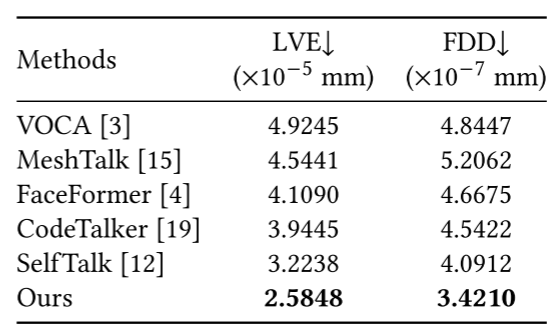 Methods LVE↓ FDD↓
(×10⁻⁵ mm) (×10⁻⁷ mm)
VOCA [3] 4.9245 4.8447
MeshTalk [15] 4.5441 5.2062
FaceFormer [4] 4.1090 4.6675
CodeTalker [19] 3.9445 4.5422
SelfTalk [12] 3.2238 4.0912
Ours 2.5848 3.4210